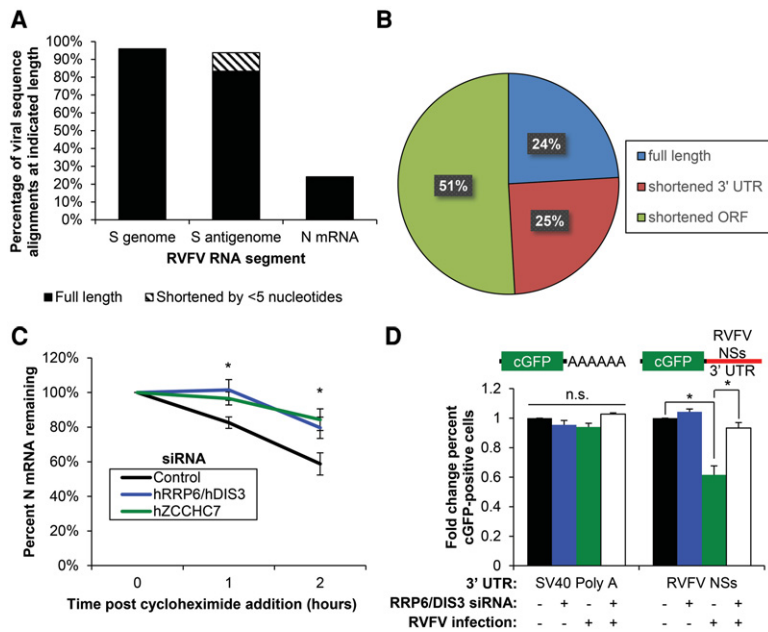 A
Percentage of viral sequence
alignments at indicated length
100%
90%
80%
70%
60%
50%
40%
30%
20%
10%
0%
S genome S antigenome N mRNA
RVFV RNA segment
Full length Shortened by <5 nucleotides
B
24%
25%
51%
full length
shortened 3' UTR
shortened ORF
C
Percent N mRNA remaining
120%
100%
80%
60%
40%
20%
0%
* *
siRNA
Control
hRRP6/hDIS3
hZCCHC7
0 1 2
Time post cycloheximide addition (hours)
D
cGFP AAAAAA
cGFP RVFV
NSs
3' UTR
Fold change percent
cGFP-positive cells
1.2
1
0.8
0.6
0.4
0.2
0
n.s.
* *
3' UTR: SV40 Poly A RVFV NSs
RRP6/DIS3 siRNA: - + - + - + - +
RVFV infection: - - + + - - + +